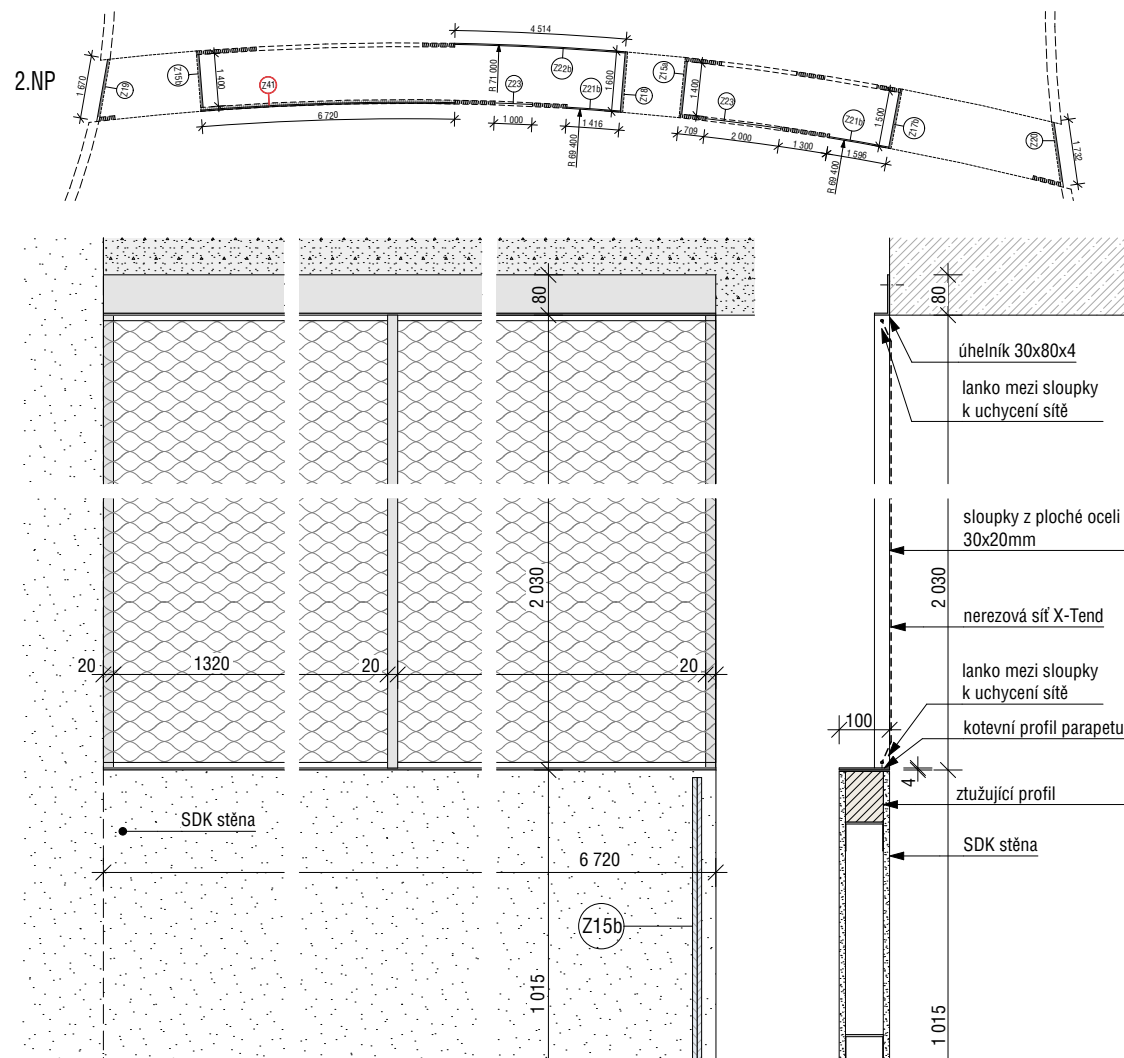 2.NP
1 670
Z19
Z15b
1 400
Z41
6 720
4 514
R 71 000
Z23
1 000
Z22b
Z21b
1 416
R 69 400
1 600
Z18
Z15a
1 400
709
Z23
2 000
1 300
Z21b
1 596
R 69 400
1 500
Z17b
Z20
1 732
80
80
úhelník 30x80x4
lanko mezi sloupky
k uchycení sítě
sloupky z ploché oceli
30x20mm
2 030
2 030
nerezová síť X-Tend
20
1320
20
20
lanko mezi sloupky
k uchycení sítě
100
kotevní profil parapetu
4
ztužující profil
SDK stěna
SDK stěna
6 720
Z15b
1 015
1 015